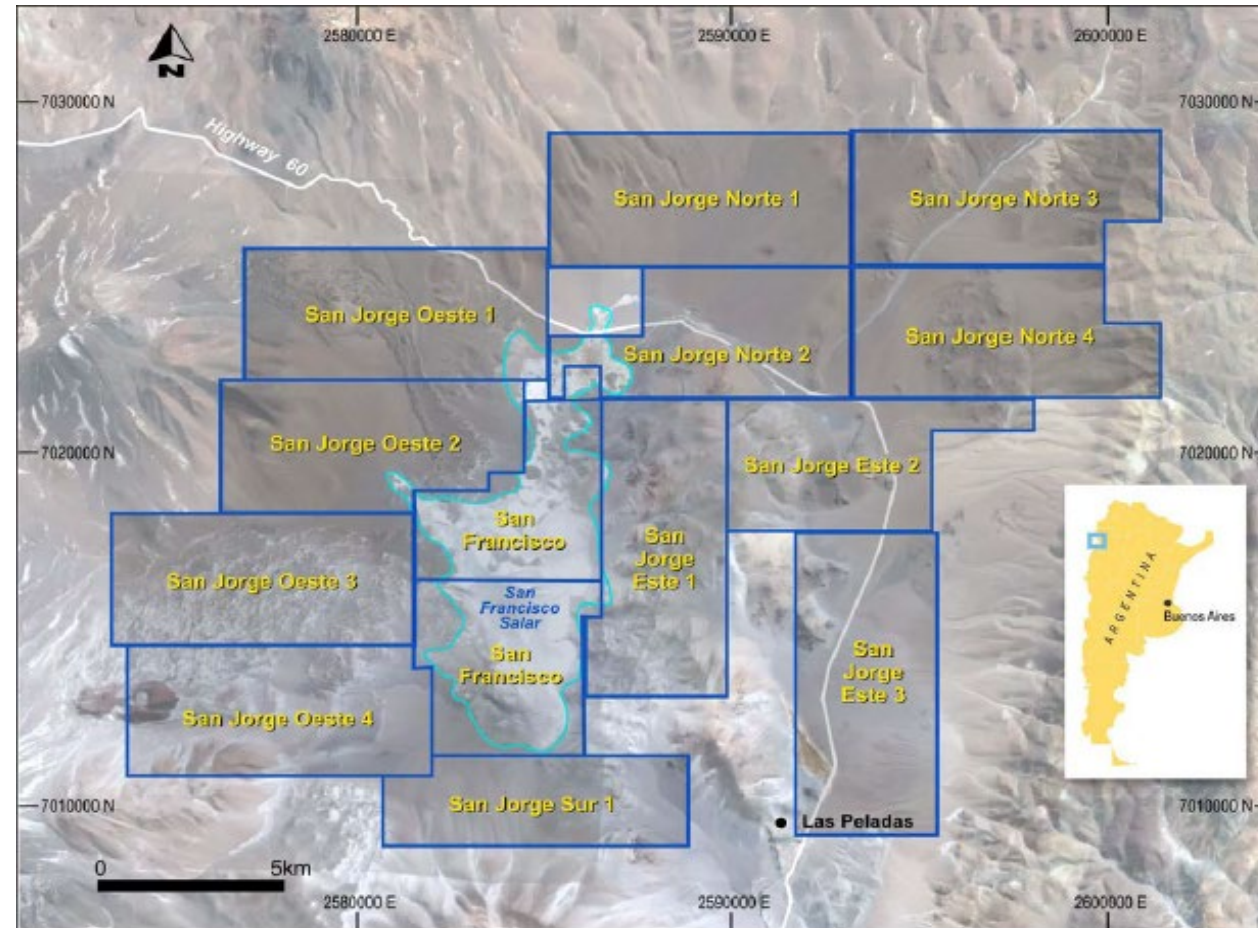 2580000 E
2590000 E
2600000 E
N
7030000 N
7030000 N
Highway 60
San Jorge Norte 1
San Jorge Norte 3
San Jorge Oeste 1
San Jorge Norte 2
San Jorge Norte 4
San Jorge Oeste 2
7020000 N
San Jorge Este 2
7020000 N
San
Francisco
San
Jorge
Este 1
San Jorge Oeste 3
San
Francisco
Salar
San
Francisco
San
Jorge
Este 3
San Jorge Oeste 4
ARGENTINA
Buenos Aires
7010000 N
San Jorge Sur 1
Las Peladas
7010000 N
0
5km
2580000 E
2590000 E
2600000 E